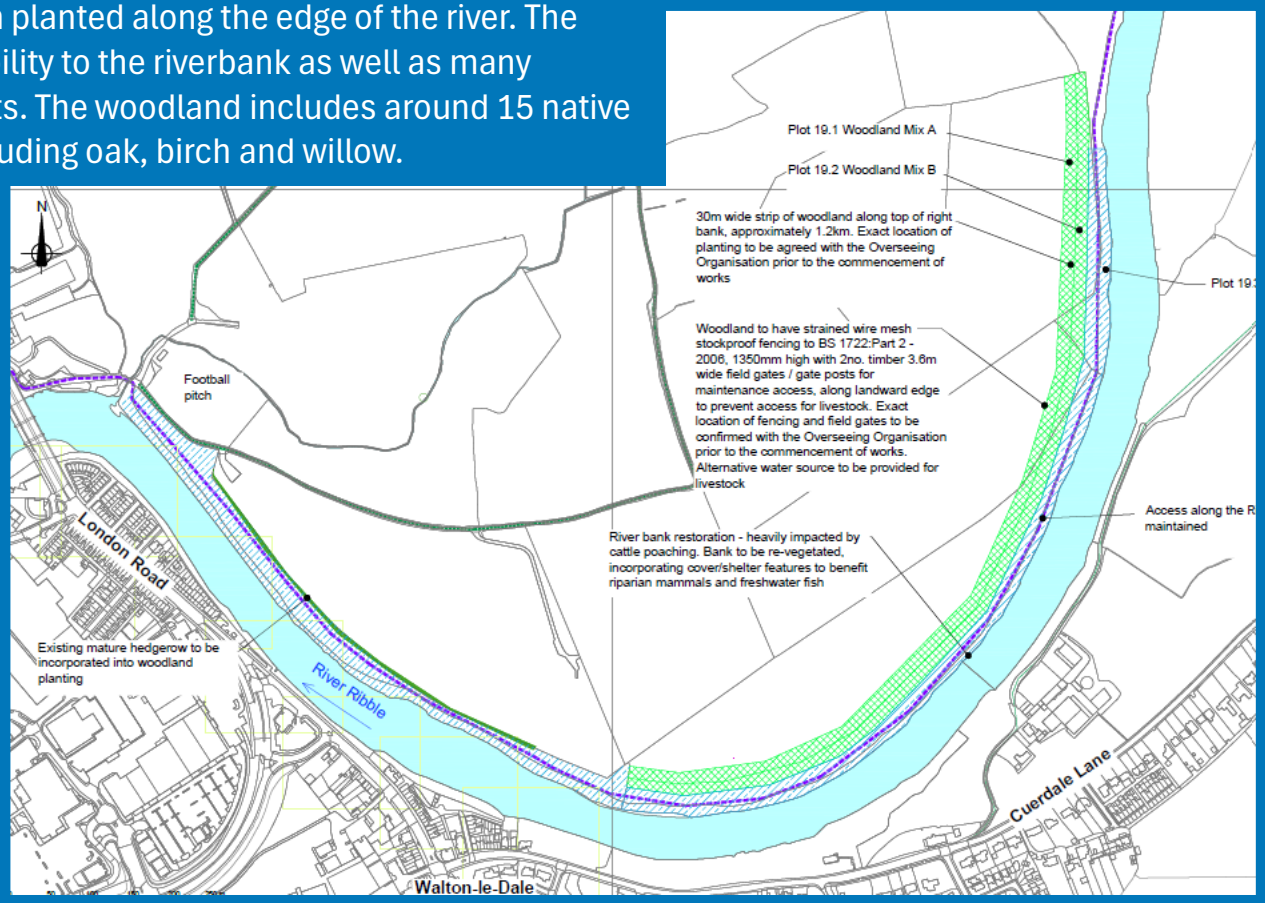 planted along the edge of the river. The
ility to the riverbank as well as many
ts. The woodland includes around 15 native
uding oak, birch and willow.
N
Plot 19.1 Woodland Mix A
Plot 19.2 Woodland Mix B
30m wide strip of woodland along top of right
bank, approximately 1.2km. Exact location of
planting to be agreed with the Overseeing
Organisation prior to the commencement of
works
Plot 19.
Woodland to have strained wire mesh
stockproof fencing to BS 1722:Part 2 -
2006, 1350mm high with 2no. timber 3.6m
wide field gates / gate posts for
maintenance access, along landward edge
to prevent access for livestock. Exact
location of fencing and field gates to be
confirmed with the Overseeing Organisation
prior to the commencement of works.
Alternative water source to be provided for
livestock
Football
pitch
Access along the R
maintained
River bank restoration - heavily impacted by
cattle poaching. Bank to be re-vegetated,
incorporating cover/shelter features to benefit
riparian mammals and freshwater fish
London Road
Existing mature hedgerow to be
incorporated into woodland
planting
River Ribble
Cuerdale Lane
Walton-le-Dale